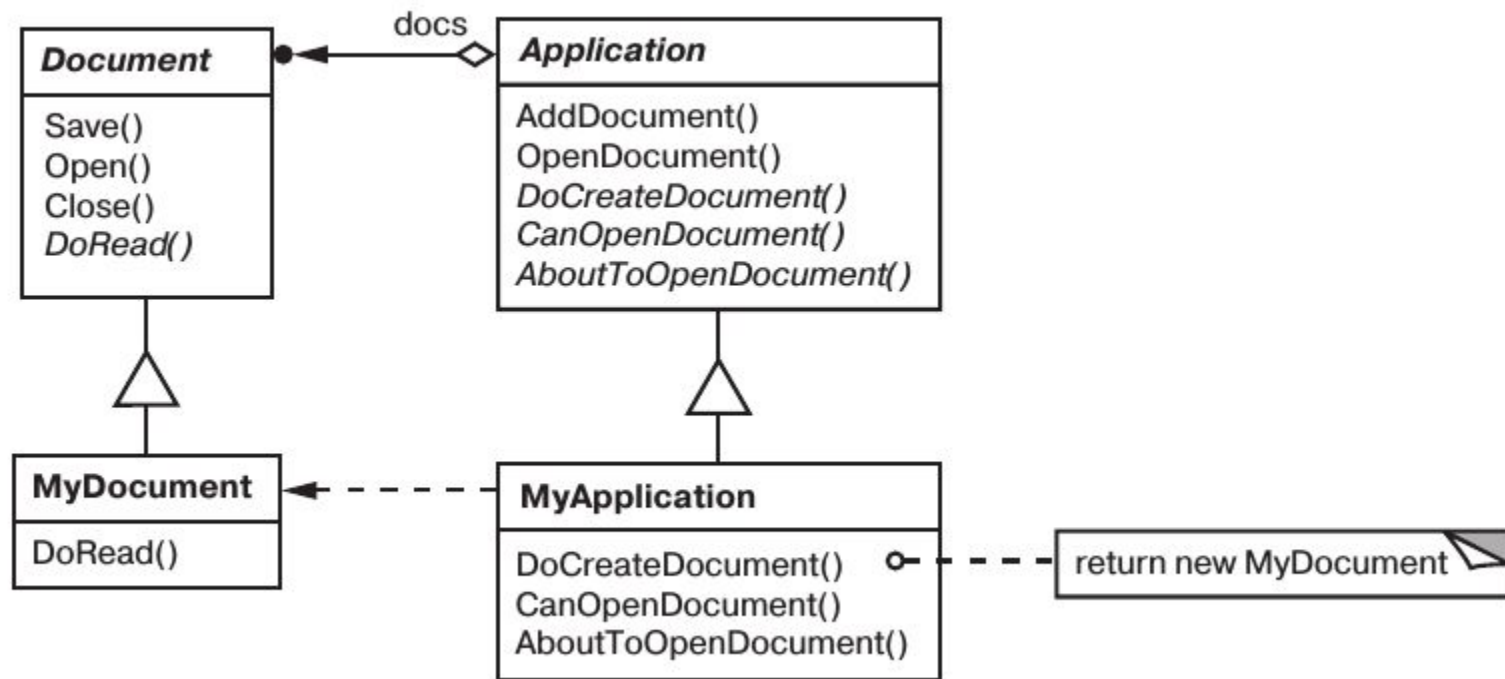 docs
Document
Save()
Open()
Close()
DoRead()
Application
AddDocument()
OpenDocument()
DoCreateDocument()
CanOpenDocument()
AboutToOpenDocument()
MyDocument
DoRead()
MyApplication
DoCreateDocument()
CanOpenDocument()
AboutToOpenDocument()
return new MyDocument